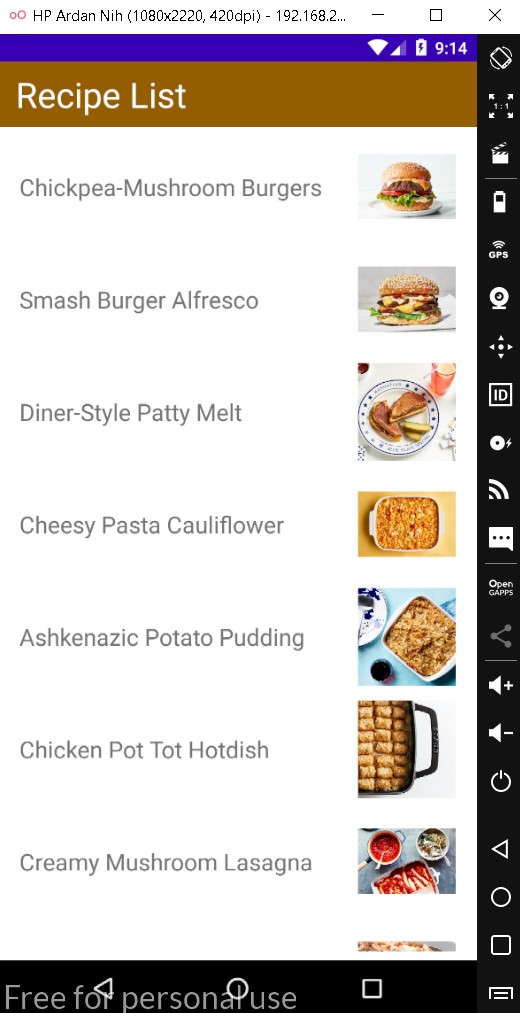 HP Ardan Nih (1080x2220, 420dpi) - 192.168.2...
9:14
Recipe List
1:1
Chickpea-Mushroom Burgers
GPS
Smash Burger Alfresco
ID
Diner-Style Patty Melt
Cheesy Pasta Cauliflower
Open
GAPPS
Ashkenazic Potato Pudding
Chicken Pot Tot Hotdish
Creamy Mushroom Lasagna
Free for personal use